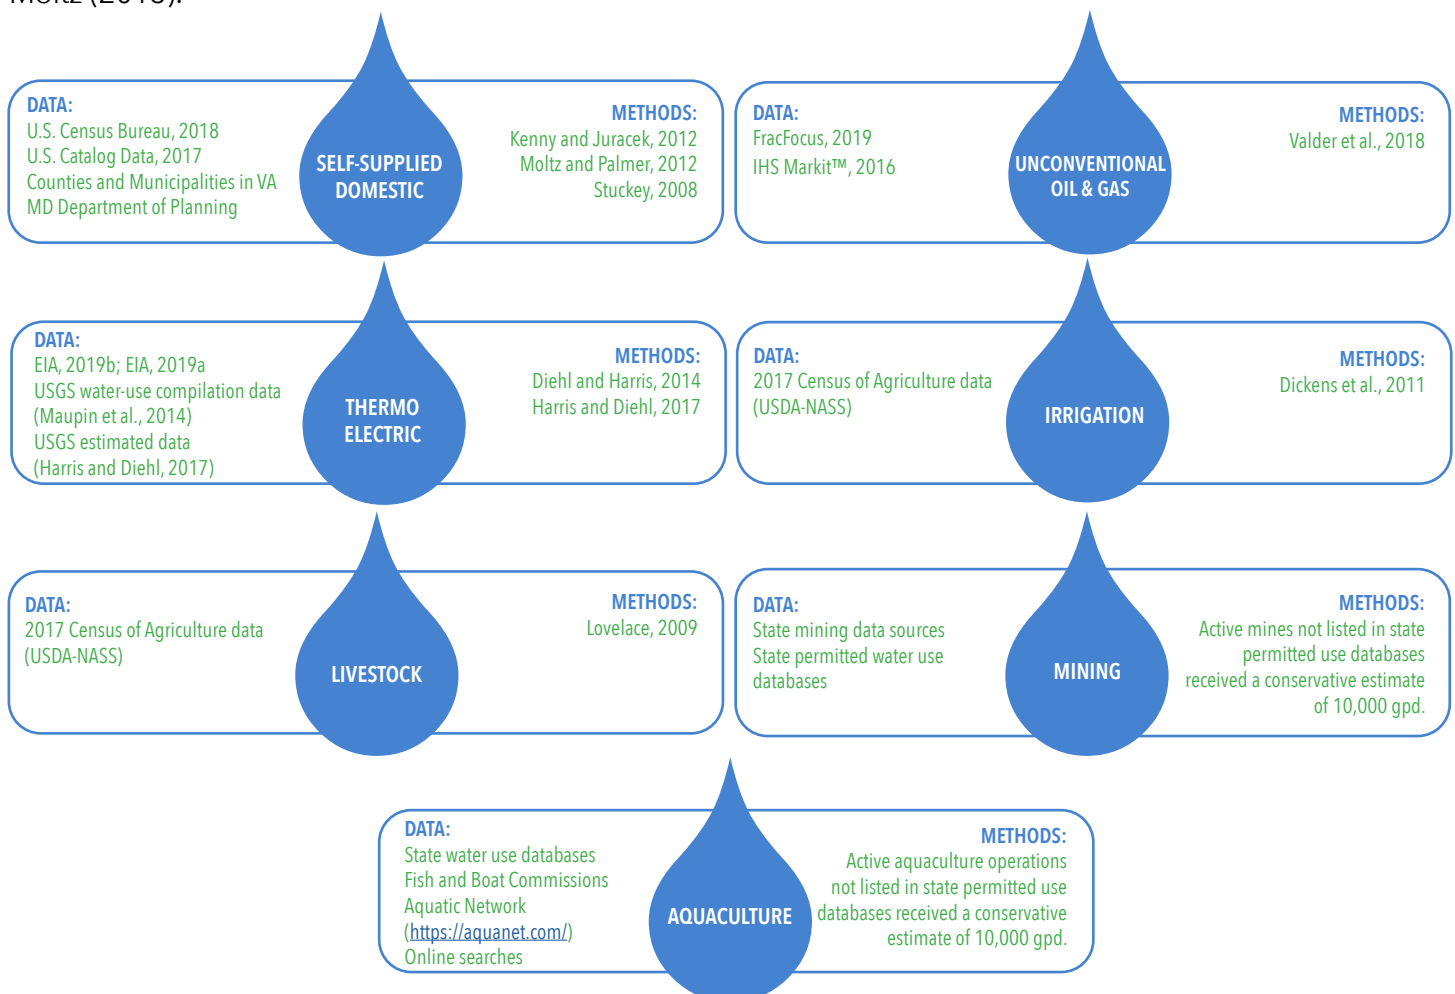 Moltz (2018).
DATA:
U.S. Census Bureau, 2018
U.S. Catalog Data, 2017
Counties and Municipalities in VA
MD Department of Planning
SELF-SUPPLIED
DOMESTIC
METHODS:
Kenny and Juracek, 2012
Moltz and Palmer, 2012
Stuckey, 2008
DATA:
FracFocus, 2019
IHS Markit™, 2016
UNCONVENTIONAL
OIL & GAS
METHODS:
Valder et al., 2018
DATA:
EIA, 2019b; EIA, 2019a
USGS water-use compilation data
(Maupin et al., 2014)
USGS estimated data
(Harris and Diehl, 2017)
THERMO
ELECTRIC
METHODS:
Diehl and Harris, 2014
Harris and Diehl, 2017
DATA:
2017 Census of Agriculture data
(USDA-NASS)
IRRIGATION
METHODS:
Dickens et al., 2011
DATA:
2017 Census of Agriculture data
(USDA-NASS)
LIVESTOCK
METHODS:
Lovelace, 2009
DATA:
State mining data sources
State permitted water use
databases
MINING
METHODS:
Active mines not listed in state
permitted use databases
received a conservative estimate
of 10,000 gpd.
DATA:
State water use databases
Fish and Boat Commissions
Aquatic Network
(https://aquanet.com/)
Online searches
AQUACULTURE
METHODS:
Active aquaculture operations
not listed in state permitted use
databases received a conservative
estimate of 10,000 gpd.